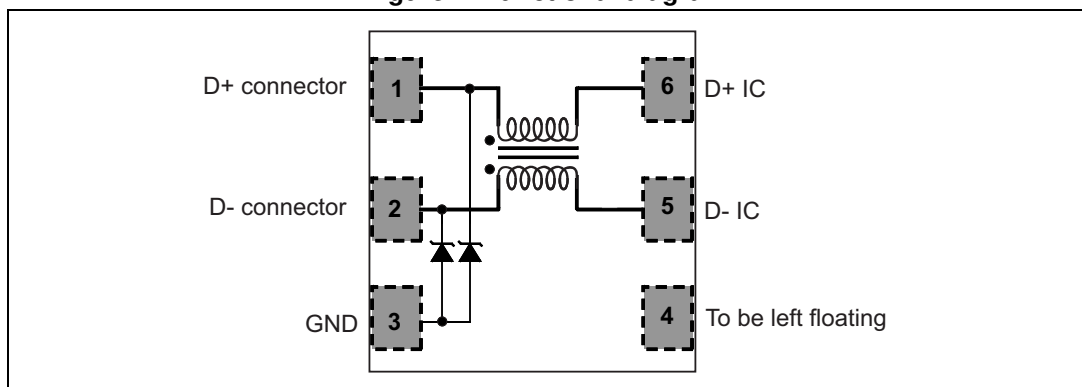 D+ connector 1 6 D+ IC
D- connector 2 5 D- IC
GND 3 4 To be left floating